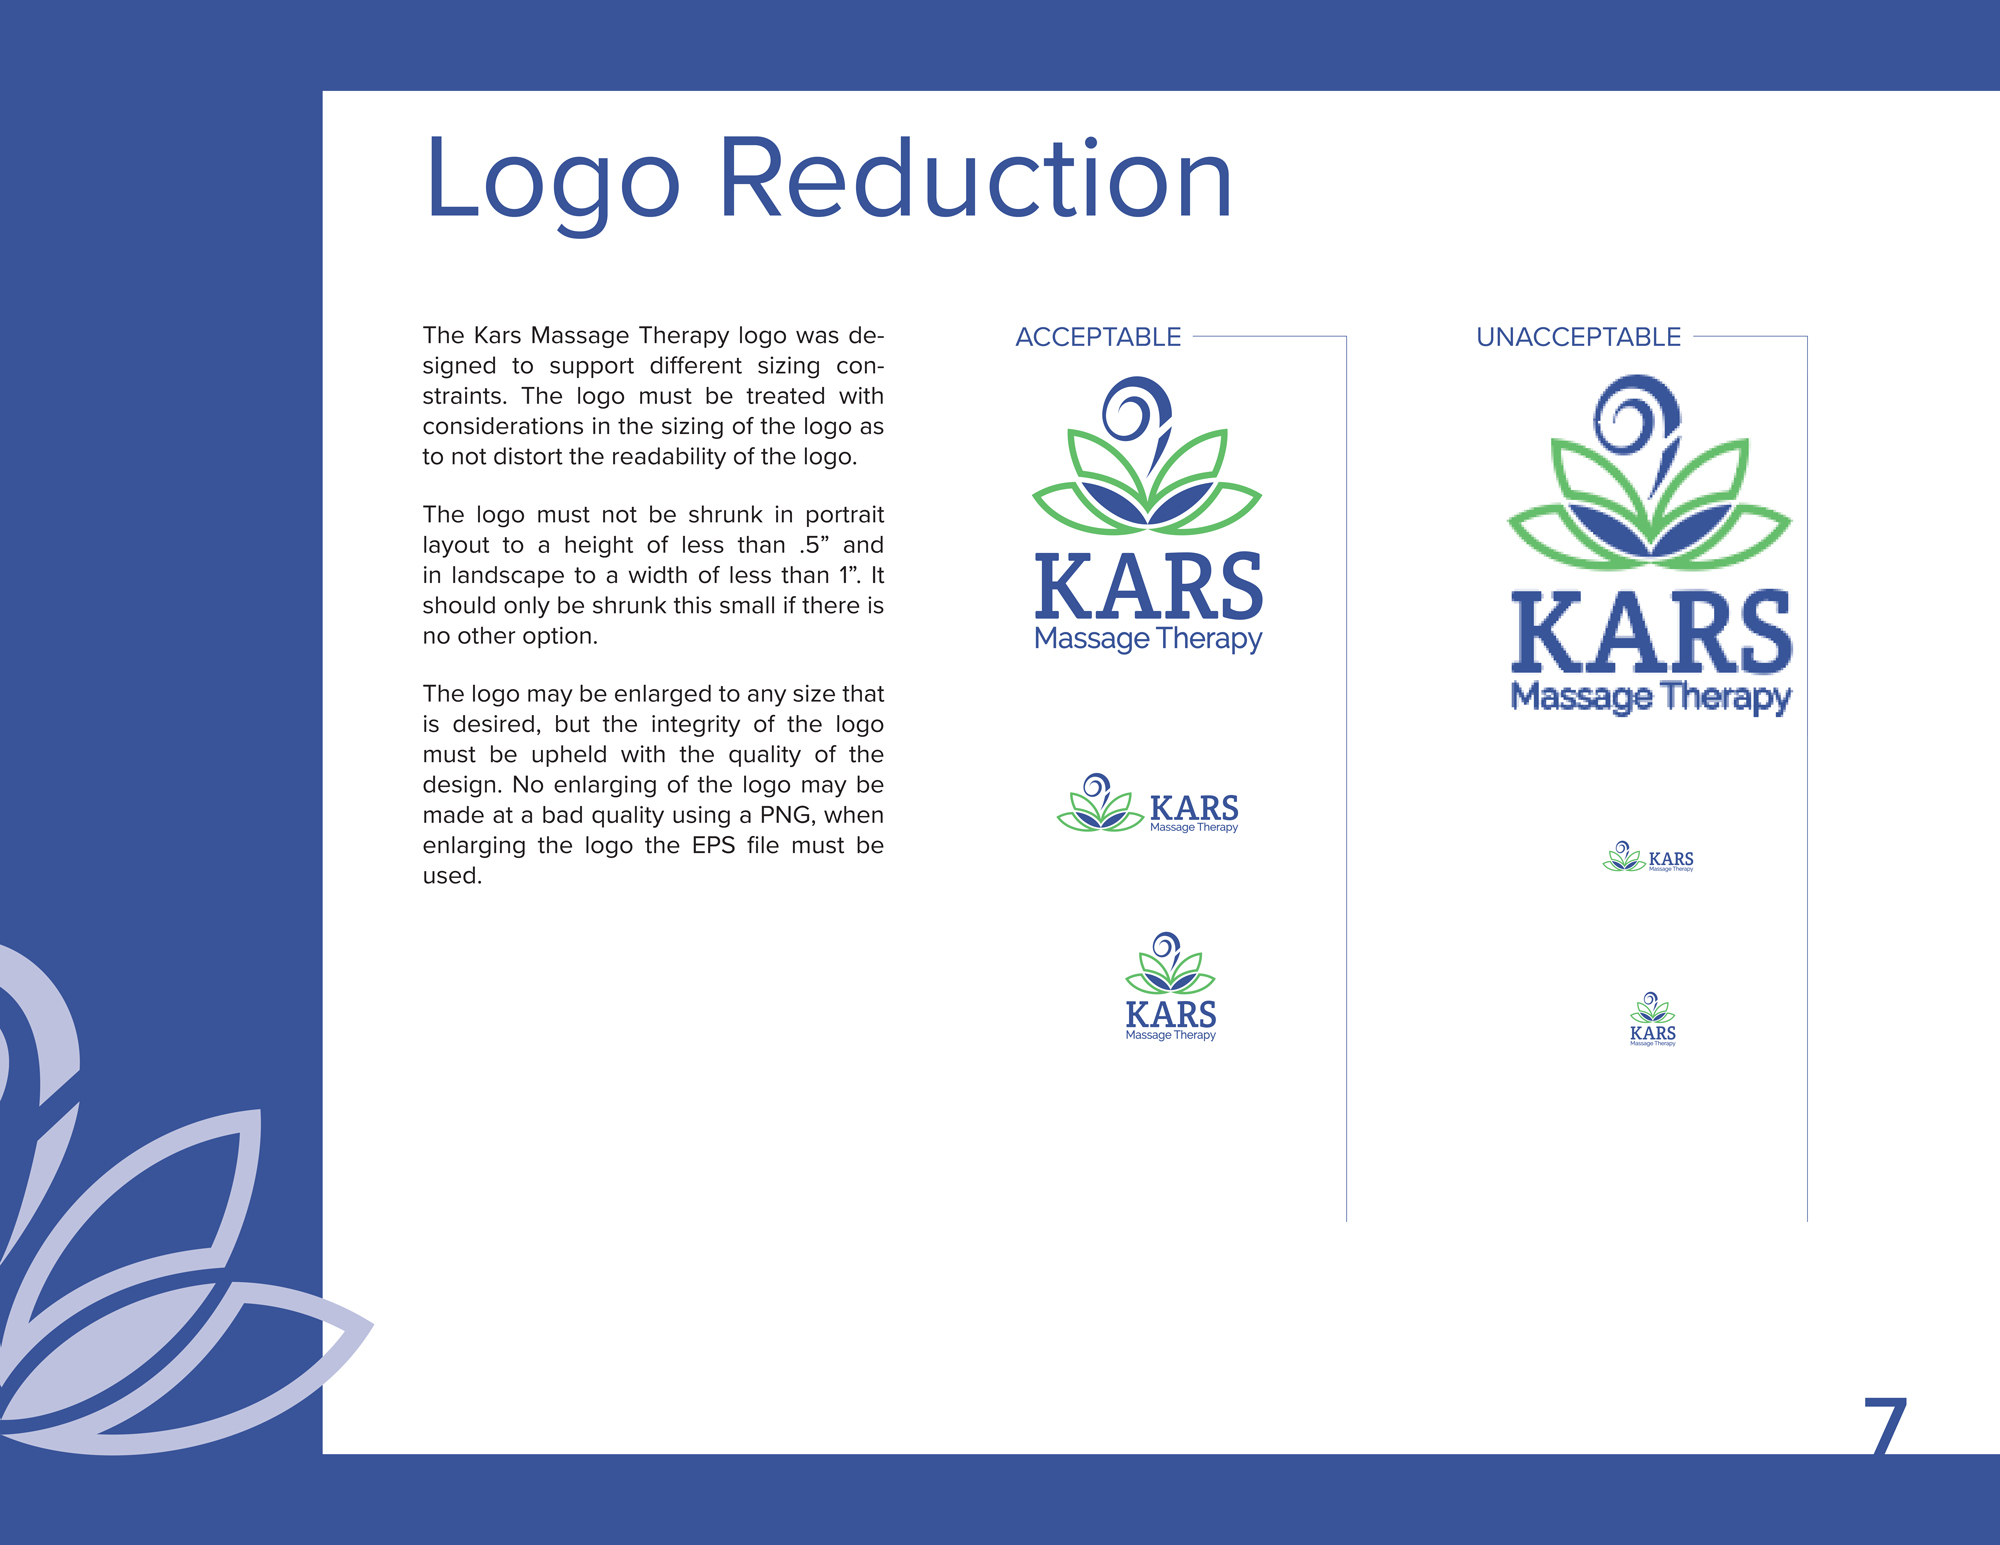 Logo Reduction
The Kars Massage Therapy logo was de-
signed to support different sizing con-
straints. The logo must be treated with
considerations in the sizing of the logo as
to not distort the readability of the logo.
The logo must not be shrunk in portrait
layout to a height of less than .5” and
in landscape to a width of less than 1”. It
should only be shrunk this small if there is
no other option.
The logo may be enlarged to any size that
is desired, but the integrity of the logo
must be upheld with the quality of the
design. No enlarging of the logo may be
made at a bad quality using a PNG, when
enlarging the logo the EPS file must be
used.
ACCEPTABLE
KARS
Massage Therapy
KARS
Massage Therapy
KARS
Massage Therapy
UNACCEPTABLE
KARS
Massage Therapy
KARS
Massage Therapy
KARS
Massage Therapy
7